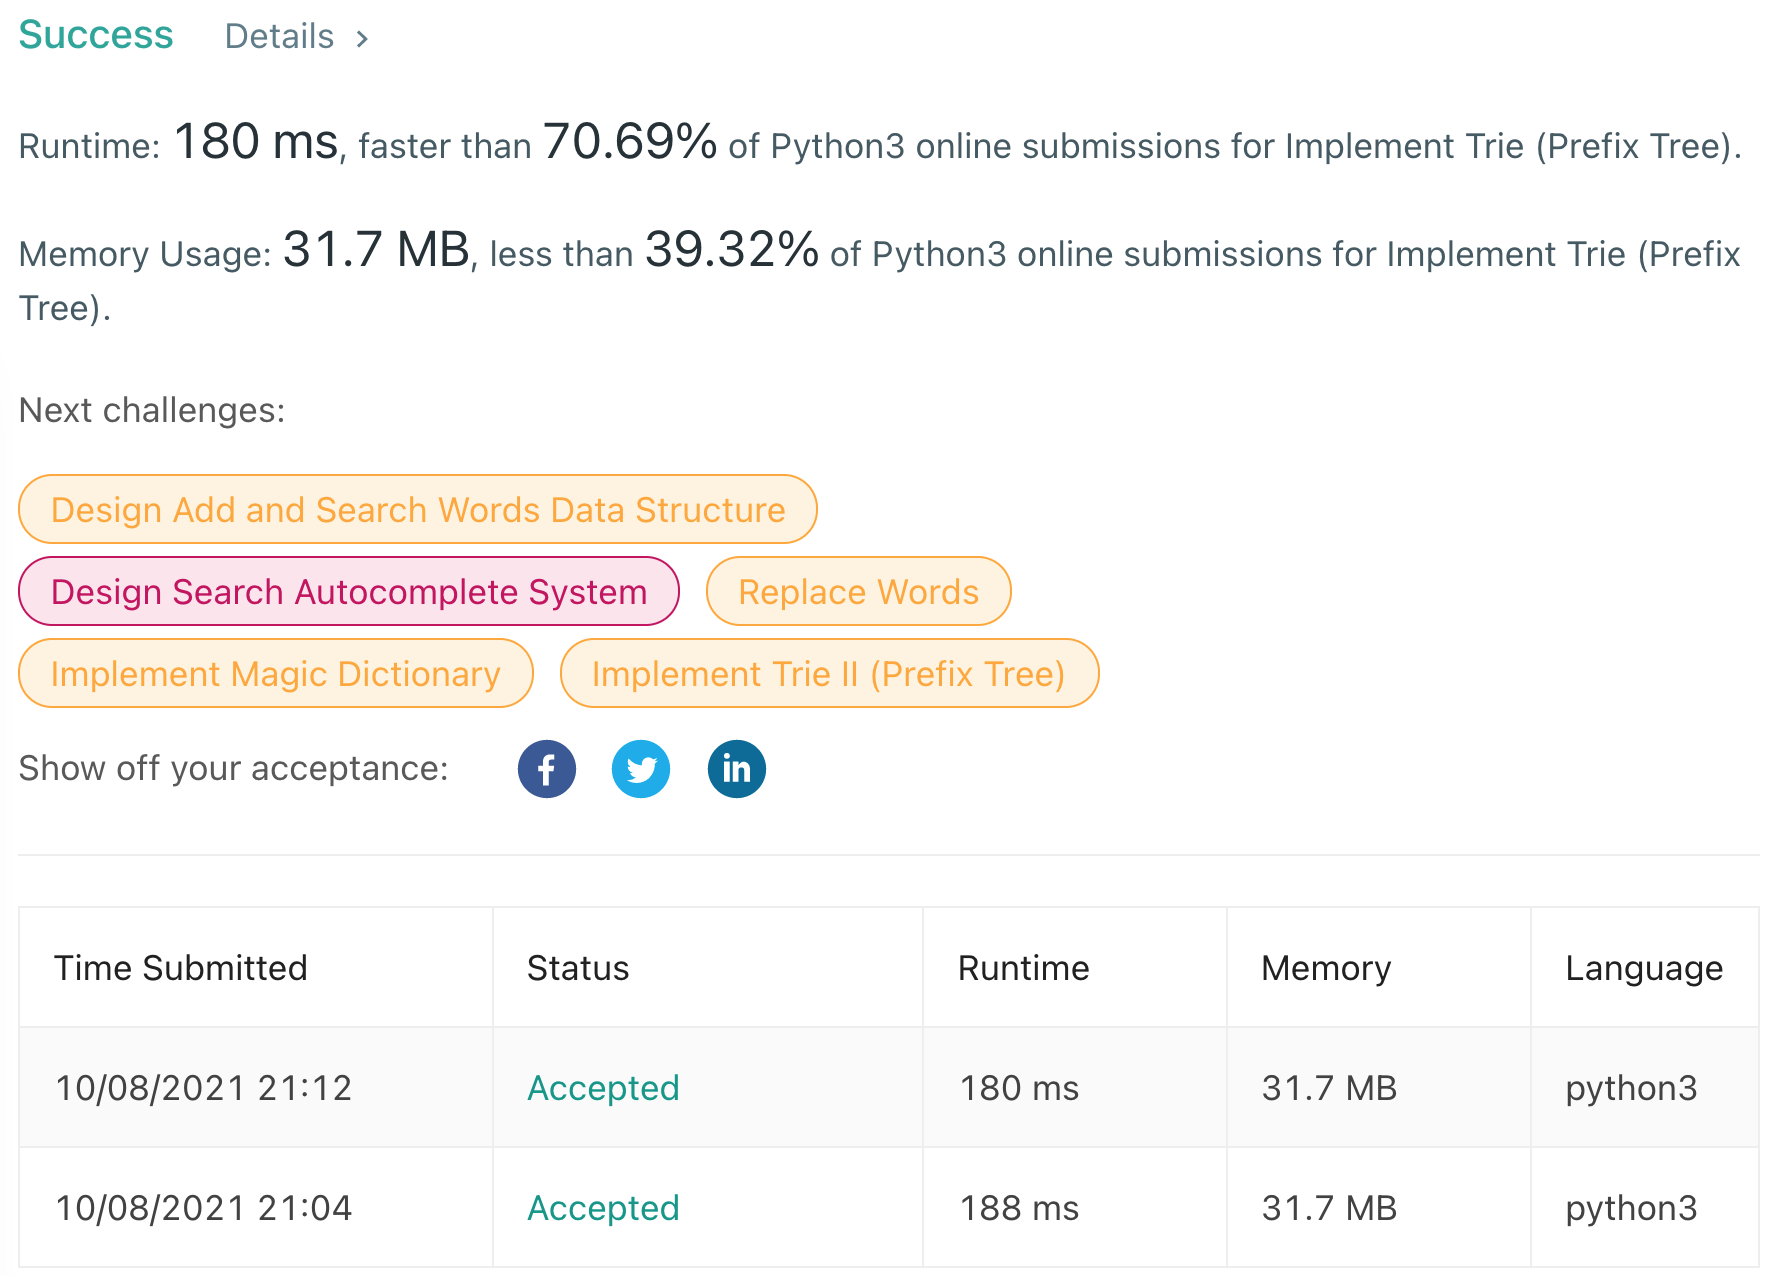 Success Details >
Runtime: 180 ms, faster than 70.69% of Python3 online submissions for Implement Trie (Prefix Tree).
Memory Usage: 31.7 MB, less than 39.32% of Python3 online submissions for Implement Trie (Prefix
Tree).
Next challenges:
Design Add and Search Words Data Structure
Design Search Autocomplete System Replace Words
Implement Magic Dictionary Implement Trie II (Prefix Tree)
Show off your acceptance: f in
Time Submitted Status Runtime Memory Language
10/08/2021 21:12 Accepted 180 ms 31.7 MB python3
10/08/2021 21:04 Accepted 188 ms 31.7 MB python3